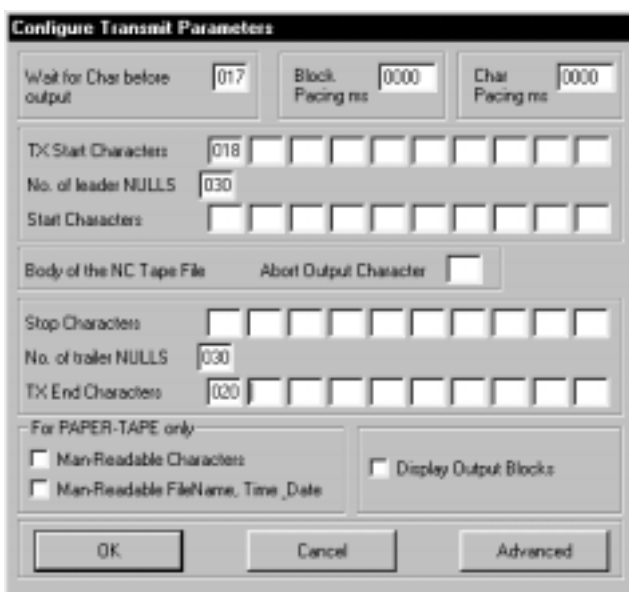 Configure Transmit Parameters
Wait for Char before output 017
Block Pacing ms 0000
Char Pacing ms 0000
TX Start Characters 018
No. of leader NULLS 030
Start Characters
Body of the NC Tape File Abort Output Character
Stop Characters
No. of trailer NULLS 030
TX End Characters 020
For PAPER-TAPE only
Man-Readable Characters
Man-Readable FileName, Time_Date
Display Output Blocks
OK Cancel Advanced